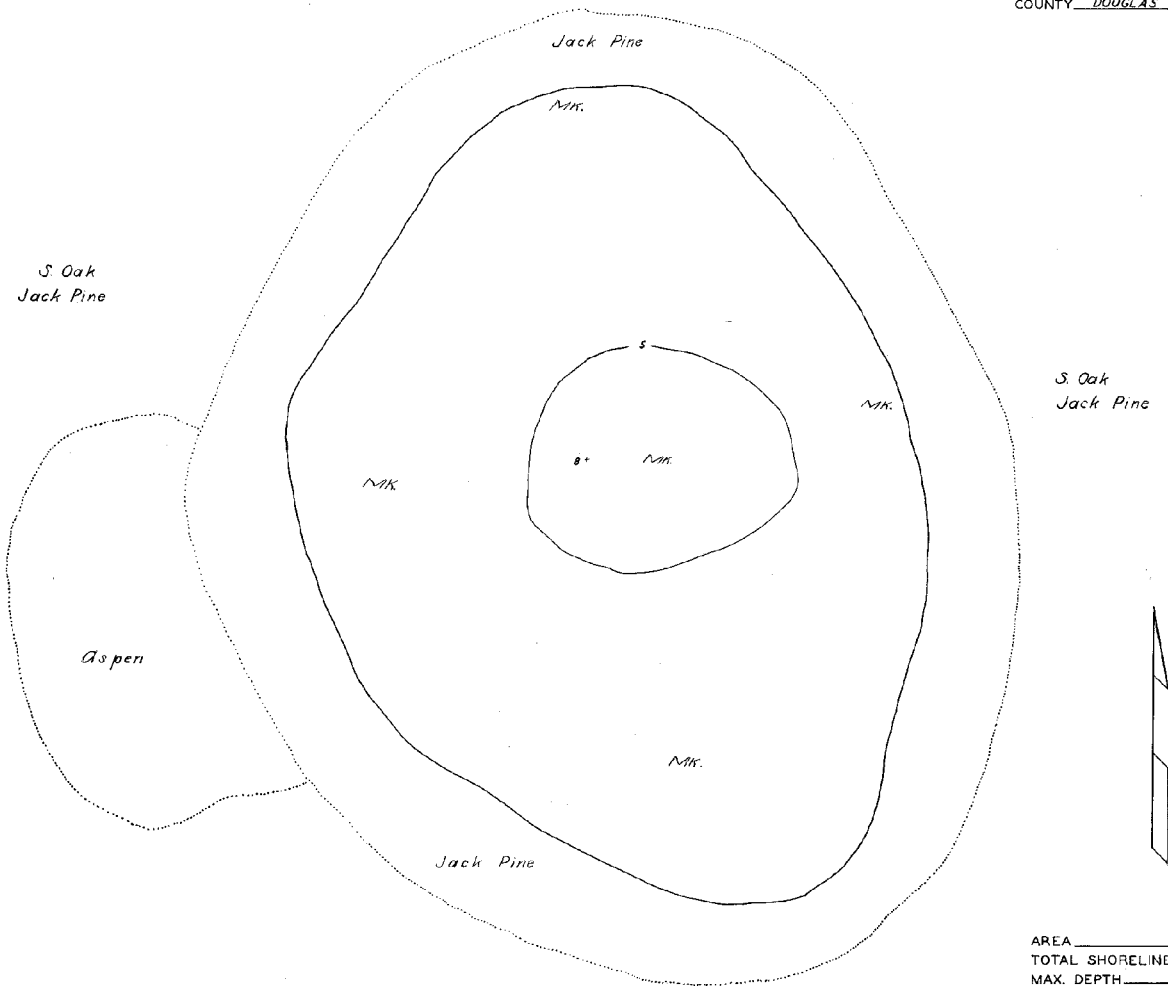 COUNTY DOUGLAS
Jack Pine
MK.
S. Oak
Jack Pine
5
S. Oak
Jack Pine
MK.
8+
MK.
MK
Aspen
MK.
Jack Pine
AREA
TOTAL SHORELINE
MAX. DEPTH